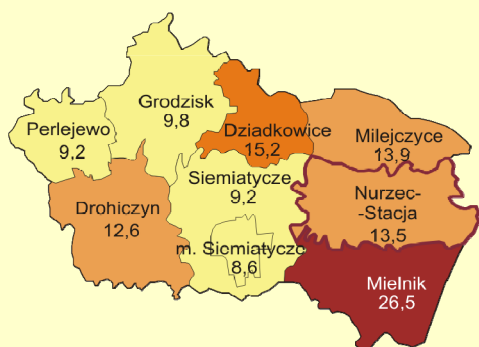 Grodzisk
9,8
Perlejewo
9,2
Dziadkowice
15,2
Milejczyce
13,9
Siemiatycze
9,2
Nurzec-
-Stacja
13,5
Drohiczyn
12,6
m. Siemiatycze
8,6
Mielnik
26,5